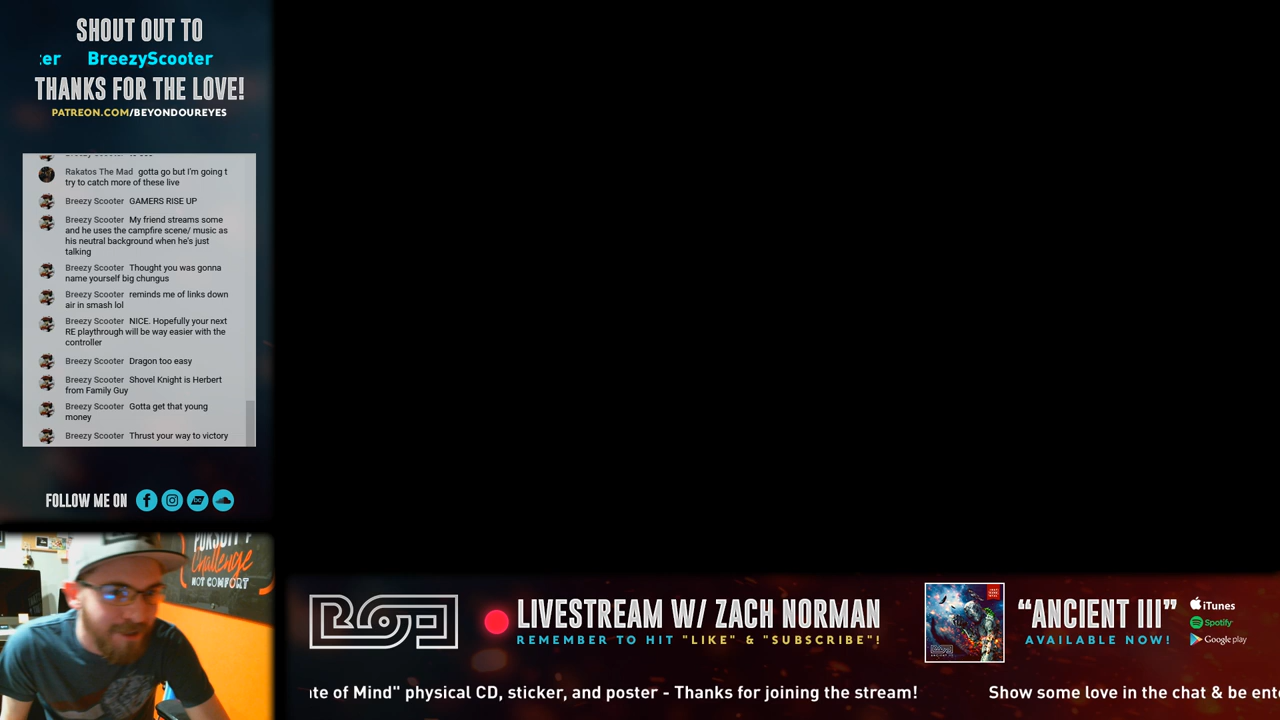 SHOUT OUT TO
:er BreezyScooter
THANKS FOR THE LOVE!
PATREON.COM/BEYONDOUREYES
Rakatos The Mad gotta go but I'm going t
try to catch more of these live
Breezy Scooter GAMERS RISE UP
Breezy Scooter My friend streams some
and he uses the campfire scene/ music as
his neutral background when he's just
talking
Breezy Scooter Thought you was gonna
name yourself big chungus
Breezy Scooter reminds me of links down
air in smash lol
Breezy Scooter NICE. Hopefully your next
RE playthrough will be way easier with the
controller
Breezy Scooter Dragon too easy
Breezy Scooter Shovel Knight is Herbert
from Family Guy
Breezy Scooter Gotta get that young
money
Breezy Scooter Thrust your way to victory
FOLLOW ME ON
Challenge
NOT COMFORT
LIVESTREAM W/ ZACH NORMAN
REMEMBER TO HIT "LIKE" & "SUBSCRIBE"!
"ANCIENT III"
AVAILABLE NOW!
iTunes
Spotify
Google play
ate of Mind" physical CD, sticker, and poster - Thanks for joining the stream! Show some love in the chat & be ente